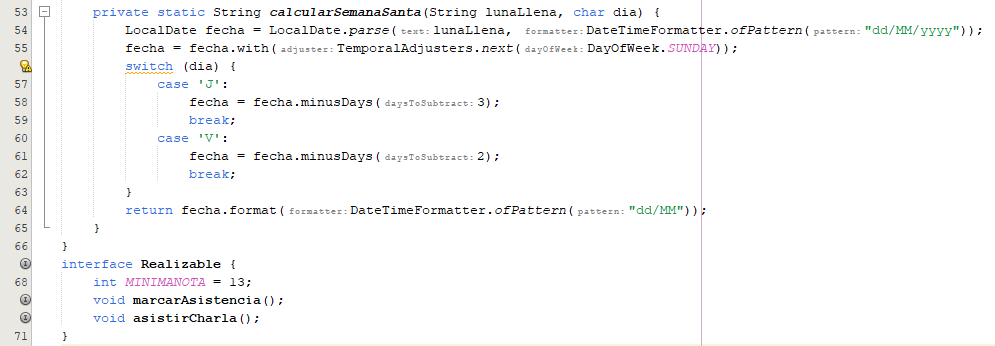 53 private static String calcularSemanaSanta(String lunaLlena, char dia) {
54 LocalDate fecha = LocalDate.parse(text: lunaLlena, formatter: DateTimeFormatter.ofPattern(pattern: "dd/MM/yyyy"));
55 fecha = fecha.with(adjuster: TemporalAdjusters.next(dayOfWeek: DayOfWeek.SUNDAY));
switch (dia) {
57 case 'J':
58 fecha = fecha.minusDays(daysToSubtract: 3);
59 break;
60 case 'V':
61 fecha = fecha.minusDays(daysToSubtract: 2);
62 break;
63 }
64 return fecha.format(formatter: DateTimeFormatter.ofPattern(pattern: "dd/MM"));
65 }
66 }
interface Realizable {
68 int MINIMANOTA = 13;
void marcarAsistencia();
void asistirCharla();
71 }